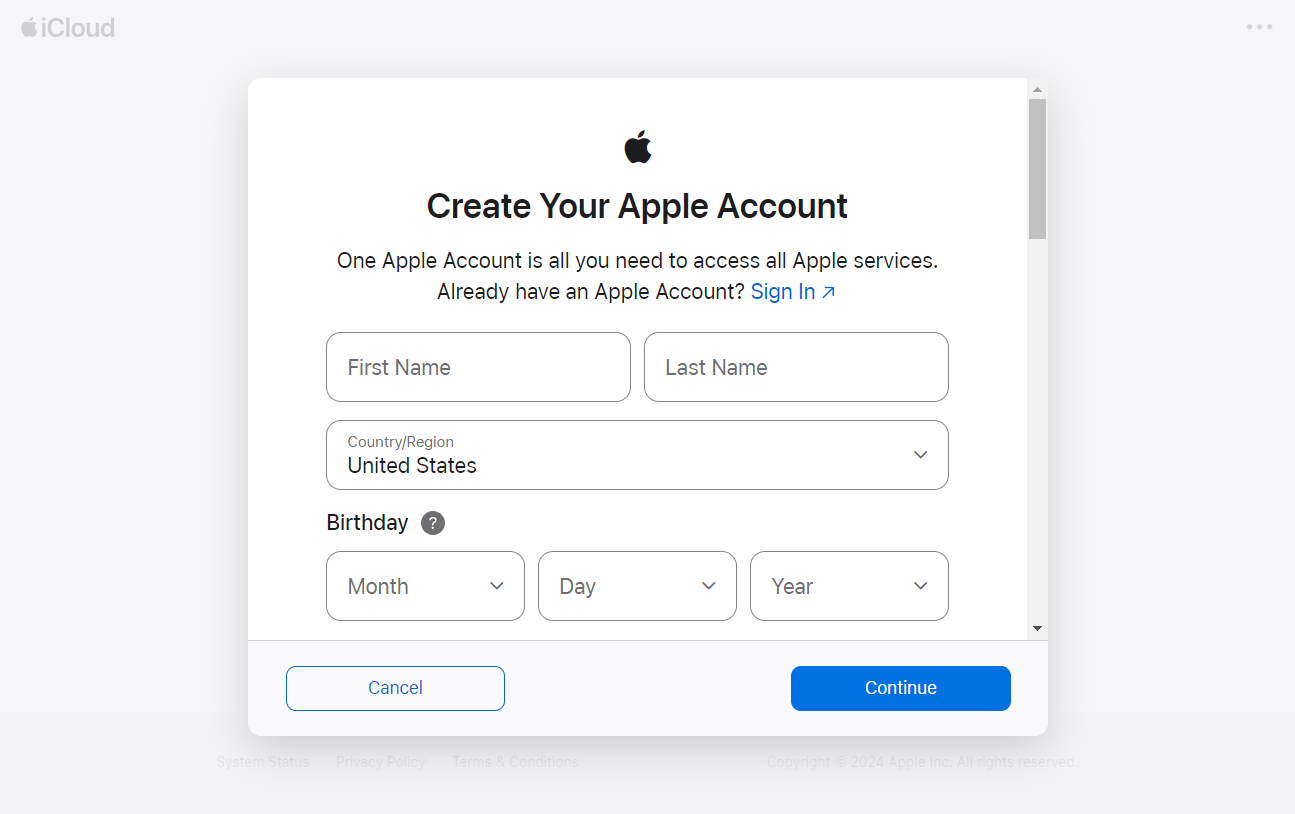 iCloud
Create Your Apple Account
One Apple Account is all you need to access all Apple services.
Already have an Apple Account? Sign In ↗
First Name Last Name
Country/Region
United States
Birthday ?
Month Day Year
Cancel Continue
System Status Privacy Policy Terms & Conditions Copyright © 2024 Apple Inc. All rights reserved.